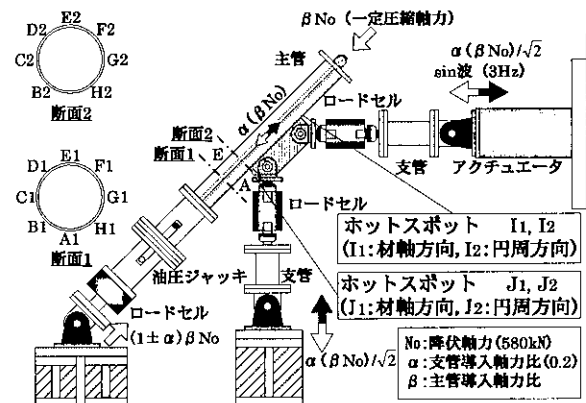 E2
D2
F2
C2
G2
B2
H2
断面2
E1
D1
F1
C1
G1
B1
H1
A1
断面1
βNo (一定圧縮軸力)
主管
α(βNo)
α(βNo)/√2
sin波 (3Hz)
ロードセル
断面2
断面1
E
A
支管
アクチュエータ
ロードセル
油圧ジャッキ
支管
ロードセル
(1±α)βNo
α(βNo)/√2
ホットスポット I1, I2
(I1:材軸方向, I2:円周方向)
ホットスポット J1, J2
(J1:材軸方向, J2:円周方向)
No:降伏軸力(580kN)
α:支管導入軸力比(0.2)
β:主管導入軸力比